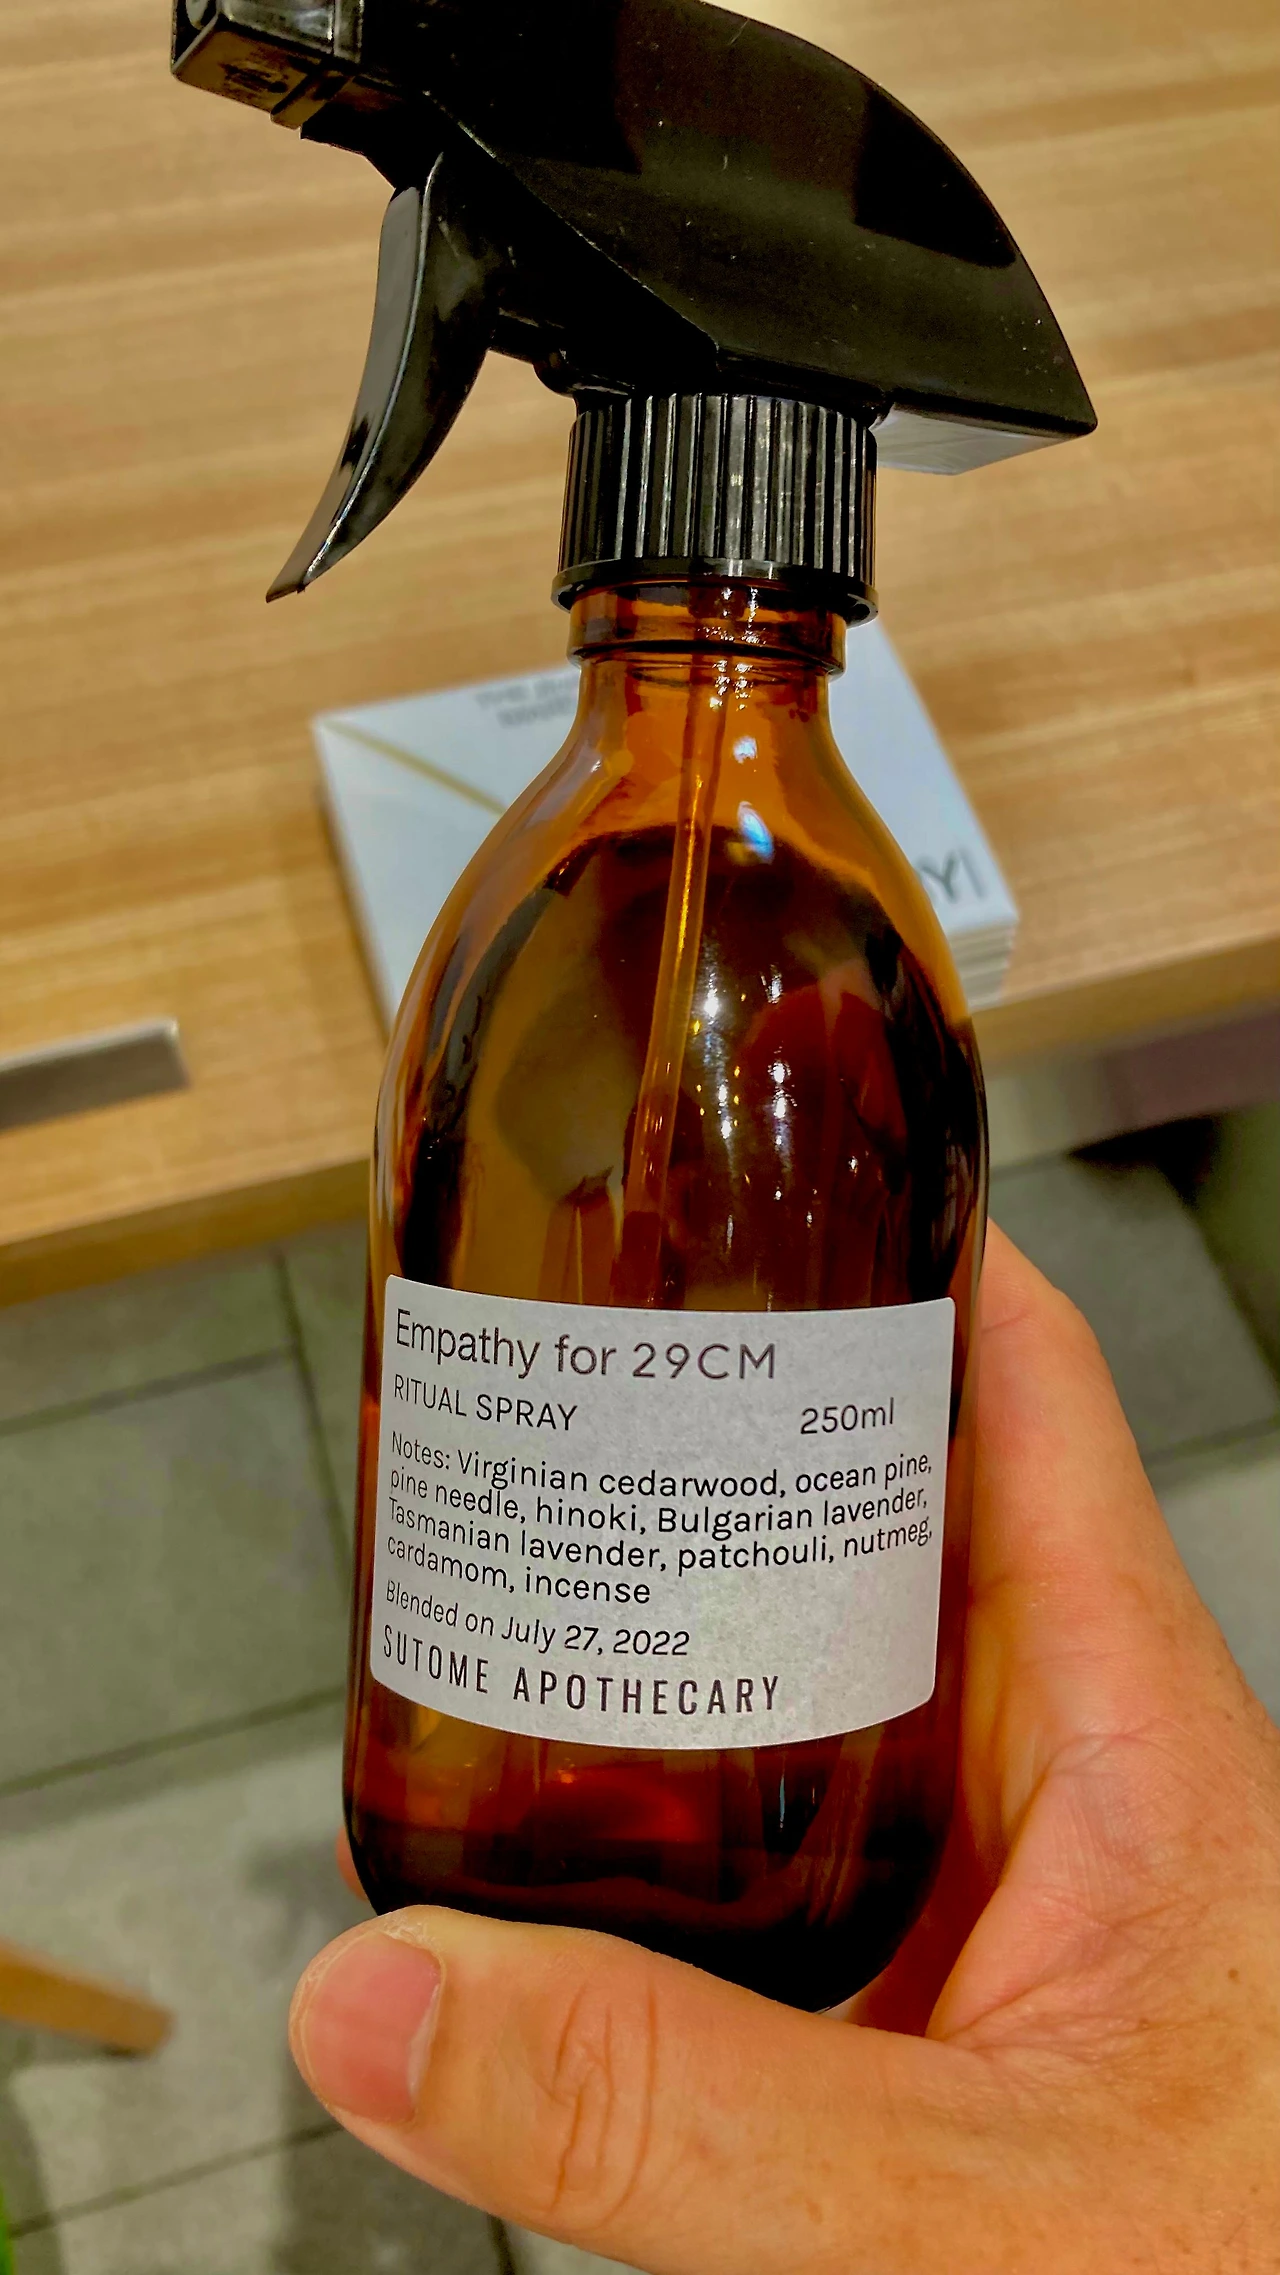 Empathy for 29CM
RITUAL SPRAY 250ml
Notes: Virginian cedarwood, ocean pine,
pine needle, hinoki, Bulgarian lavender,
Tasmanian lavender, patchouli, nutmeg,
cardamom, incense
Blended on July 27, 2022
SUTOME APOTHECARY